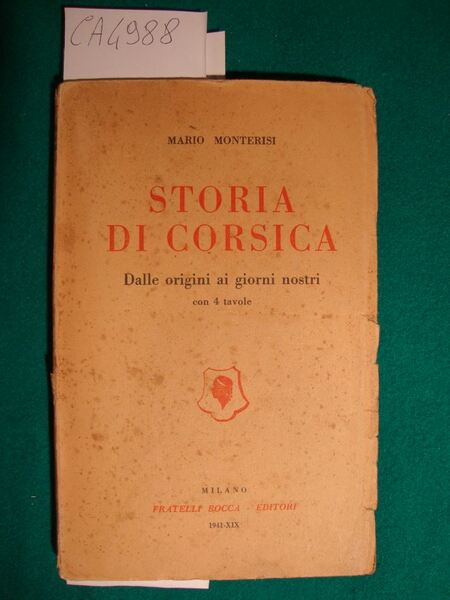 CA4988
MARIO MONTERISI
STORIA
DI CORSICA
Dalle origini ai giorni nostri
con 4 tavole
MILANO
FRATELLI BOCCA - EDITORI
1941-XIX